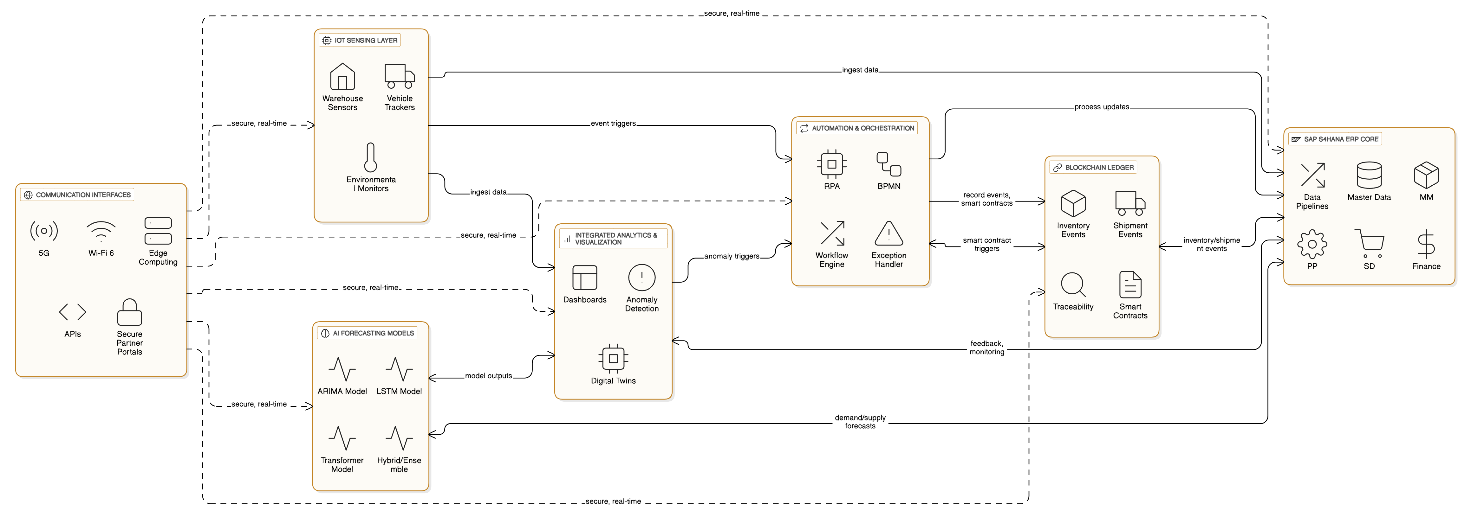 secure, real-time
IOT SENSING LAYER
Warehouse
Sensors
Vehicle
Trackers
Environmenta
l Monitors
ingest data
process updates
event triggers
secure, real-time
AUTOMATION & ORCHESTRATION
RPA
BPMN
Workflow
Engine
Exception
Handler
SAP S4HANA ERP CORE
Data
Pipelines
Master Data
MM
PP
SD
Finance
BLOCKCHAIN LEDGER
Inventory
Events
Shipment
Events
Traceability
Smart
Contracts
COMMUNICATION INTERFACES
5G
Wi-Fi 6
Edge
Computing
APIs
Secure
Partner
Portals
ingest data
record events,
smart contracts
secure, real-time
INTEGRATED ANALYTICS &
VISUALIZATION
Dashboards
Anomaly
Detection
Digital Twins
smart contract
triggers
inventory/shipme
nt events
anomaly triggers
secure, real-time
AI FORECASTING MODELS
ARIMA Model
LSTM Model
Transformer
Model
Hybrid/Ense
mble
feedback,
monitoring
model outputs
secure, real-time
demand/supply
forecasts
secure, real-time